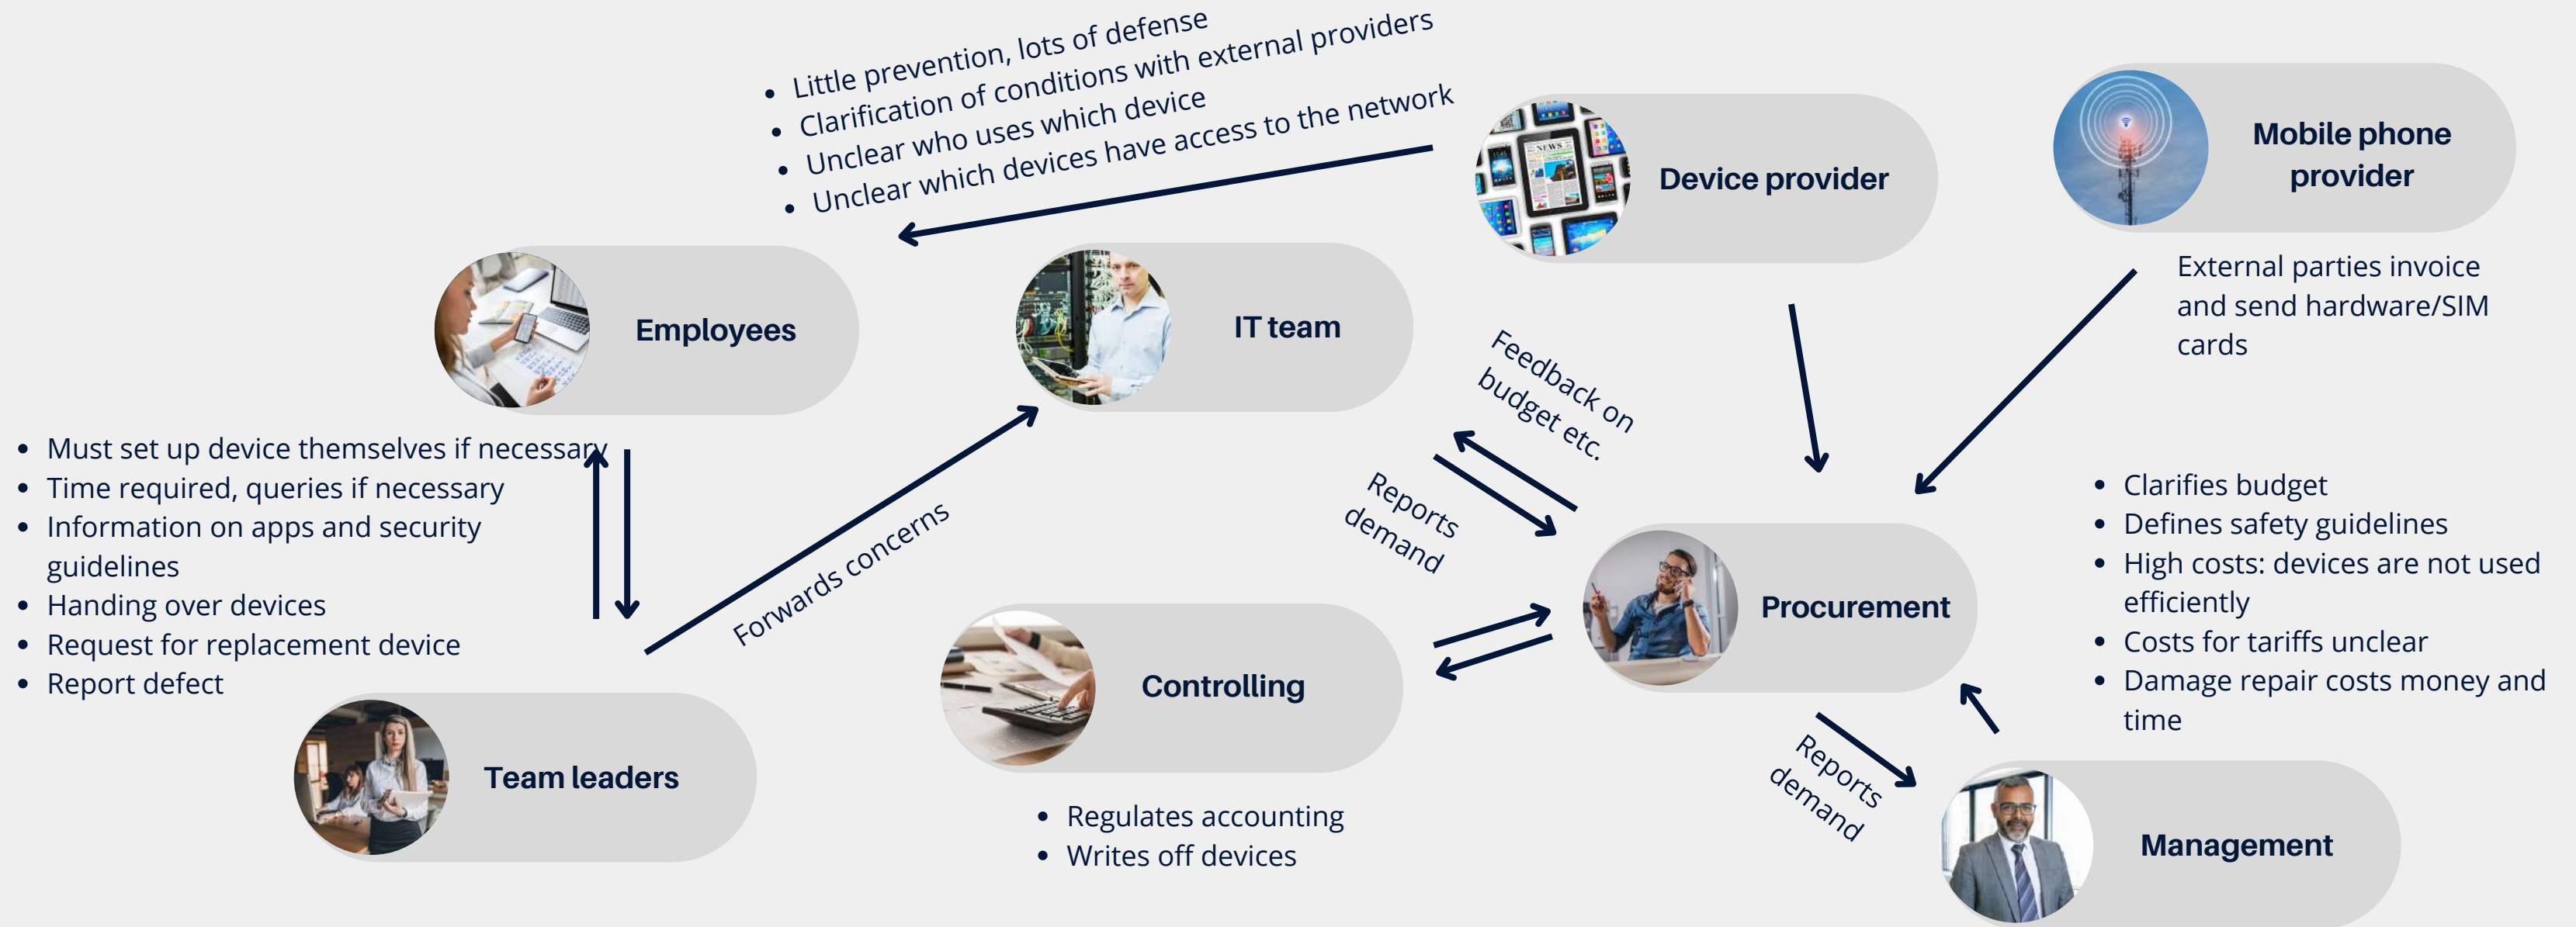 • Little prevention, lots of defense
• Clarification of conditions with external providers
• Unclear who uses which device
• Unclear which devices have access to the network
Device provider
Mobile phone
provider
External parties invoice
and send hardware/SIM
cards
Employees
IT team
Feedback on
budget etc.
Reports
demand
• Must set up device themselves if necessary
• Time required, queries if necessary
• Information on apps and security
guidelines
• Handing over devices
• Request for replacement device
• Report defect
Forwards concerns
• Clarifies budget
• Defines safety guidelines
• High costs: devices are not used
efficiently
• Costs for tariffs unclear
• Damage repair costs money and
time
Procurement
Controlling
Team leaders
• Regulates accounting
• Writes off devices
Reports
demand
Management
NEWS